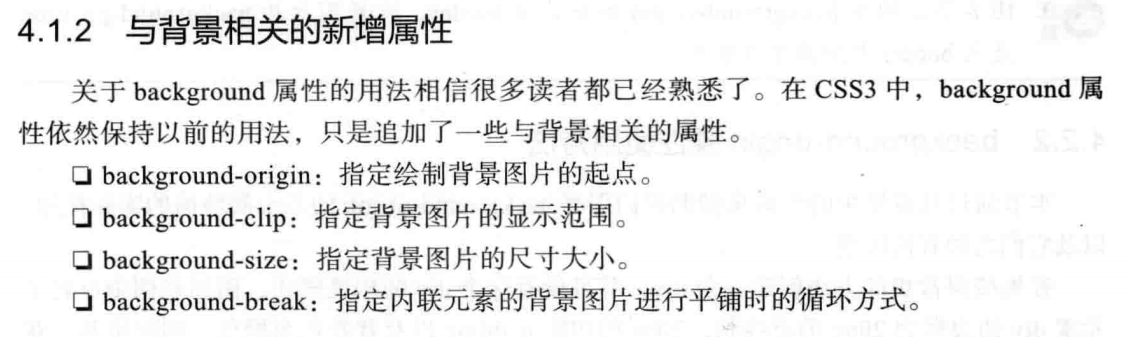 4.1.2 与背景相关的新增属性
关于 background 属性的用法相信很多读者都已经熟悉了。在 CSS3 中，background 属
性依然保持以前的用法，只是追加了一些与背景相关的属性。
❏ background-origin：指定绘制背景图片的起点。
❏ background-clip：指定背景图片的显示范围。
❏ background-size：指定背景图片的尺寸大小。
❏ background-break：指定内联元素的背景图片进行平铺时的循环方式。